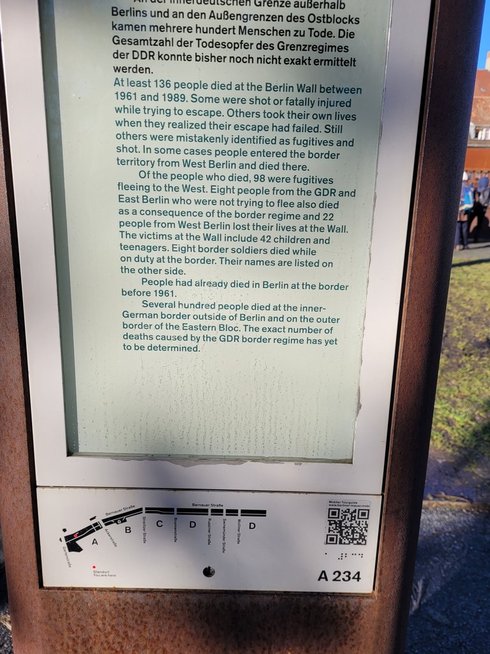 An der innerdeutschen Grenze außerhalb
Berlins und an den Außengrenzen des Ostblocks
kamen mehrere hundert Menschen zu Tode. Die
Gesamtzahl der Todesopfer des Grenzregimes
der DDR konnte bisher noch nicht exakt ermittelt
werden.
At least 136 people died at the Berlin Wall between
1961 and 1989. Some were shot or fatally injured
while trying to escape. Others took their own lives
when they realized their escape had failed. Still
others were mistakenly identified as fugitives and
shot. In some cases people entered the border
territory from West Berlin and died there.
Of the people who died, 98 were fugitives
fleeing to the West. Eight people from the GDR and
East Berlin who were not trying to flee also died
as a consequence of the border regime and 22
people from West Berlin lost their lives at the Wall.
The victims at the Wall include 42 children and
teenagers. Eight border soldiers died while
on duty at the border. Their names are listed on
the other side.
People had already died in Berlin at the border
before 1961.
Several hundred people died at the inner-
German border outside of Berlin and on the outer
border of the Eastern Bloc. The exact number of
deaths caused by the GDR border regime has yet
to be determined.
Bernauer Straße
Bernauer Straße
A
B
C
D
D
Standort
You are here
A 234